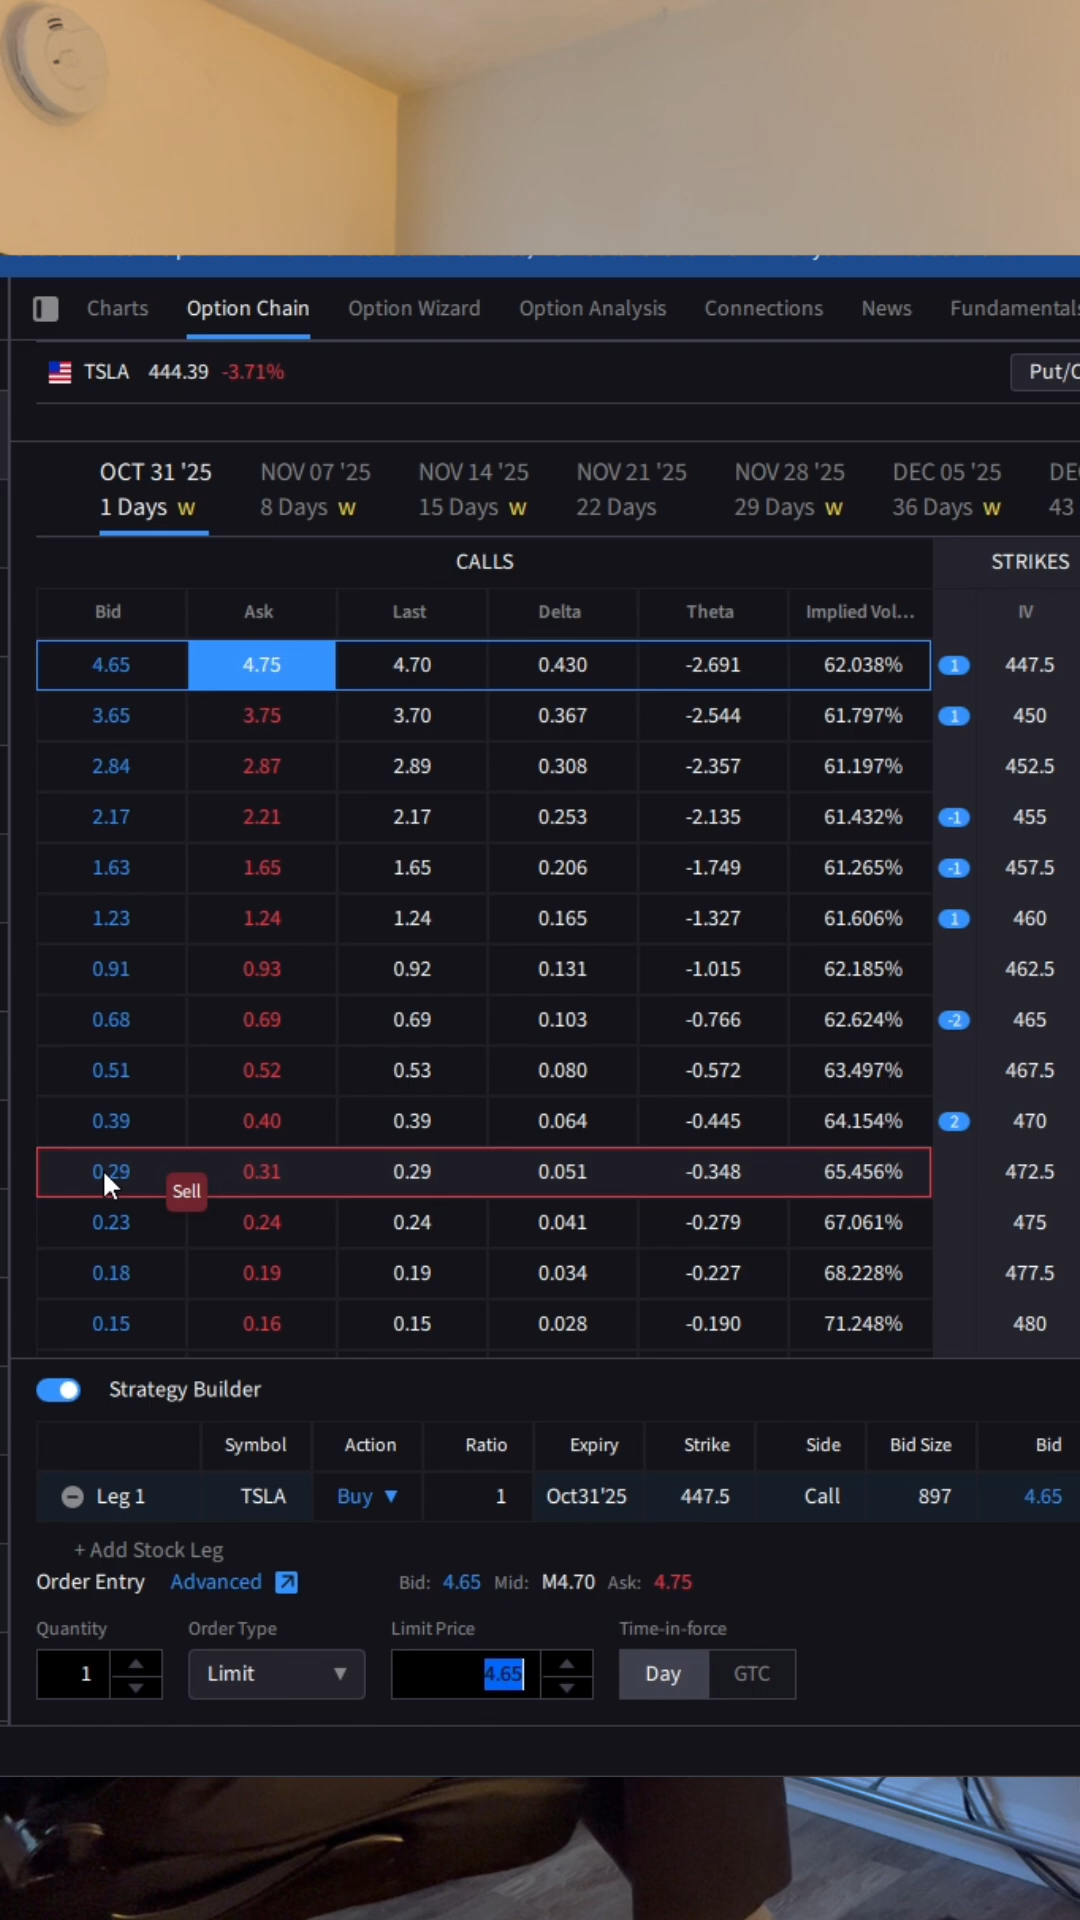 Charts Option Chain Option Wizard Option Analysis Connections News Fundamentals
TSLA 444.39 -3.71% Put/C
OCT 31 '25 NOV 07 '25 NOV 14 '25 NOV 21 '25 NOV 28 '25 DEC 05 '25 DE
1 Days w 8 Days w 15 Days w 22 Days 29 Days w 36 Days w 43
CALLS STRIKES
Bid Ask Last Delta Theta Implied Vol... IV
4.65 4.75 4.70 0.430 -2.691 62.038% 1 447.5
3.65 3.75 3.70 0.367 -2.544 61.797% 1 450
2.84 2.87 2.89 0.308 -2.357 61.197% 452.5
2.17 2.21 2.17 0.253 -2.135 61.432% -1 455
1.63 1.65 1.65 0.206 -1.749 61.265% -1 457.5
1.23 1.24 1.24 0.165 -1.327 61.606% 1 460
0.91 0.93 0.92 0.131 -1.015 62.185% 462.5
0.68 0.69 0.69 0.103 -0.766 62.624% -2 465
0.51 0.52 0.53 0.080 -0.572 63.497% 467.5
0.39 0.40 0.39 0.064 -0.445 64.154% 2 470
0.29 0.31 0.29 0.051 -0.348 65.456% 472.5
Sell
0.23 0.24 0.24 0.041 -0.279 67.061% 475
0.18 0.19 0.19 0.034 -0.227 68.228% 477.5
0.15 0.16 0.15 0.028 -0.190 71.248% 480
Strategy Builder
Symbol Action Ratio Expiry Strike Side Bid Size Bid
Leg 1 TSLA Buy 1 Oct31'25 447.5 Call 897 4.65
+ Add Stock Leg
Order Entry Advanced Bid: 4.65 Mid: M4.70 Ask: 4.75
Quantity Order Type Limit Price Time-in-force
1 Limit 4.65 Day GTC